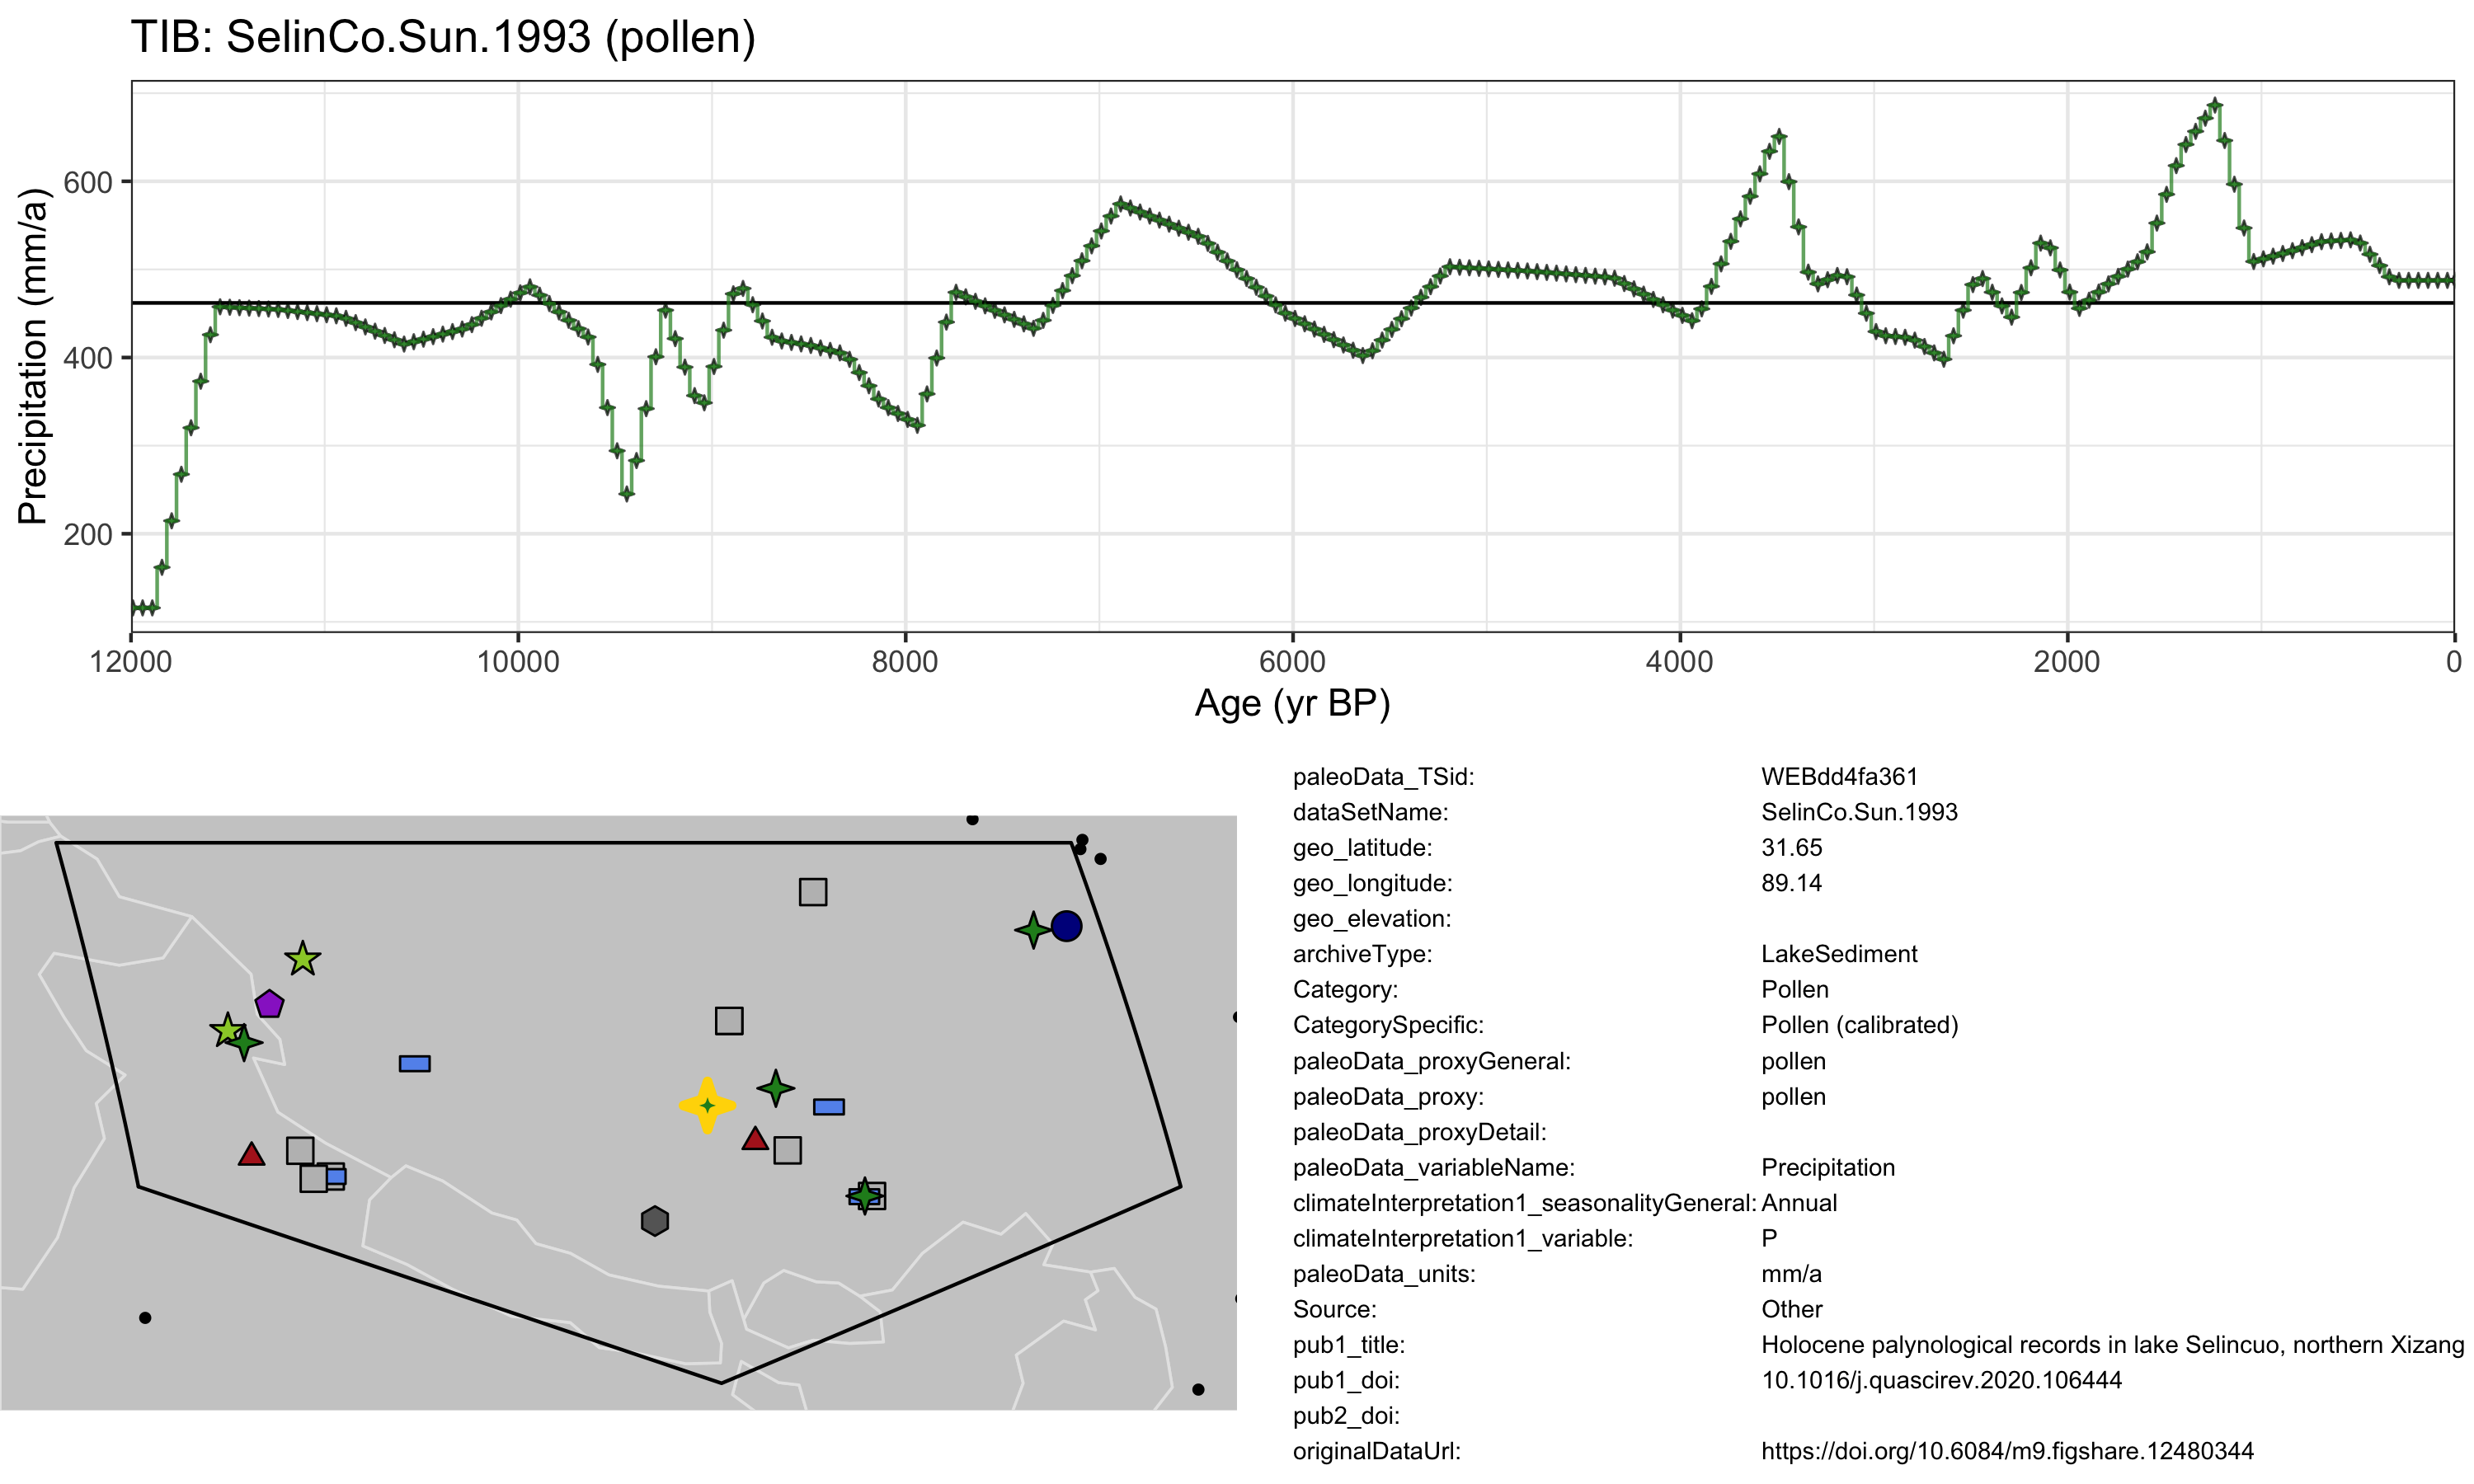 TIB: SelinCo.Sun.1993 (pollen)
Precipitation (mm/a)
600
400
200
12000 10000 8000 6000 4000 2000 0
Age (yr BP)
paleoData_TSid: WEBdd4fa361
dataSetName: SelinCo.Sun.1993
geo_latitude: 31.65
geo_longitude: 89.14
geo_elevation:
archiveType: LakeSediment
Category: Pollen
CategorySpecific: Pollen (calibrated)
paleoData_proxyGeneral: pollen
paleoData_proxy: pollen
paleoData_proxyDetail:
paleoData_variableName: Precipitation
climateInterpretation1_seasonalityGeneral: Annual
climateInterpretation1_variable: P
paleoData_units: mm/a
Source: Other
pub1_title: Holocene palynological records in lake Selincuo, northern Xizang
pub1_doi: 10.1016/j.quascirev.2020.106444
pub2_doi:
originalDataUrl: https://doi.org/10.6084/m9.figshare.12480344